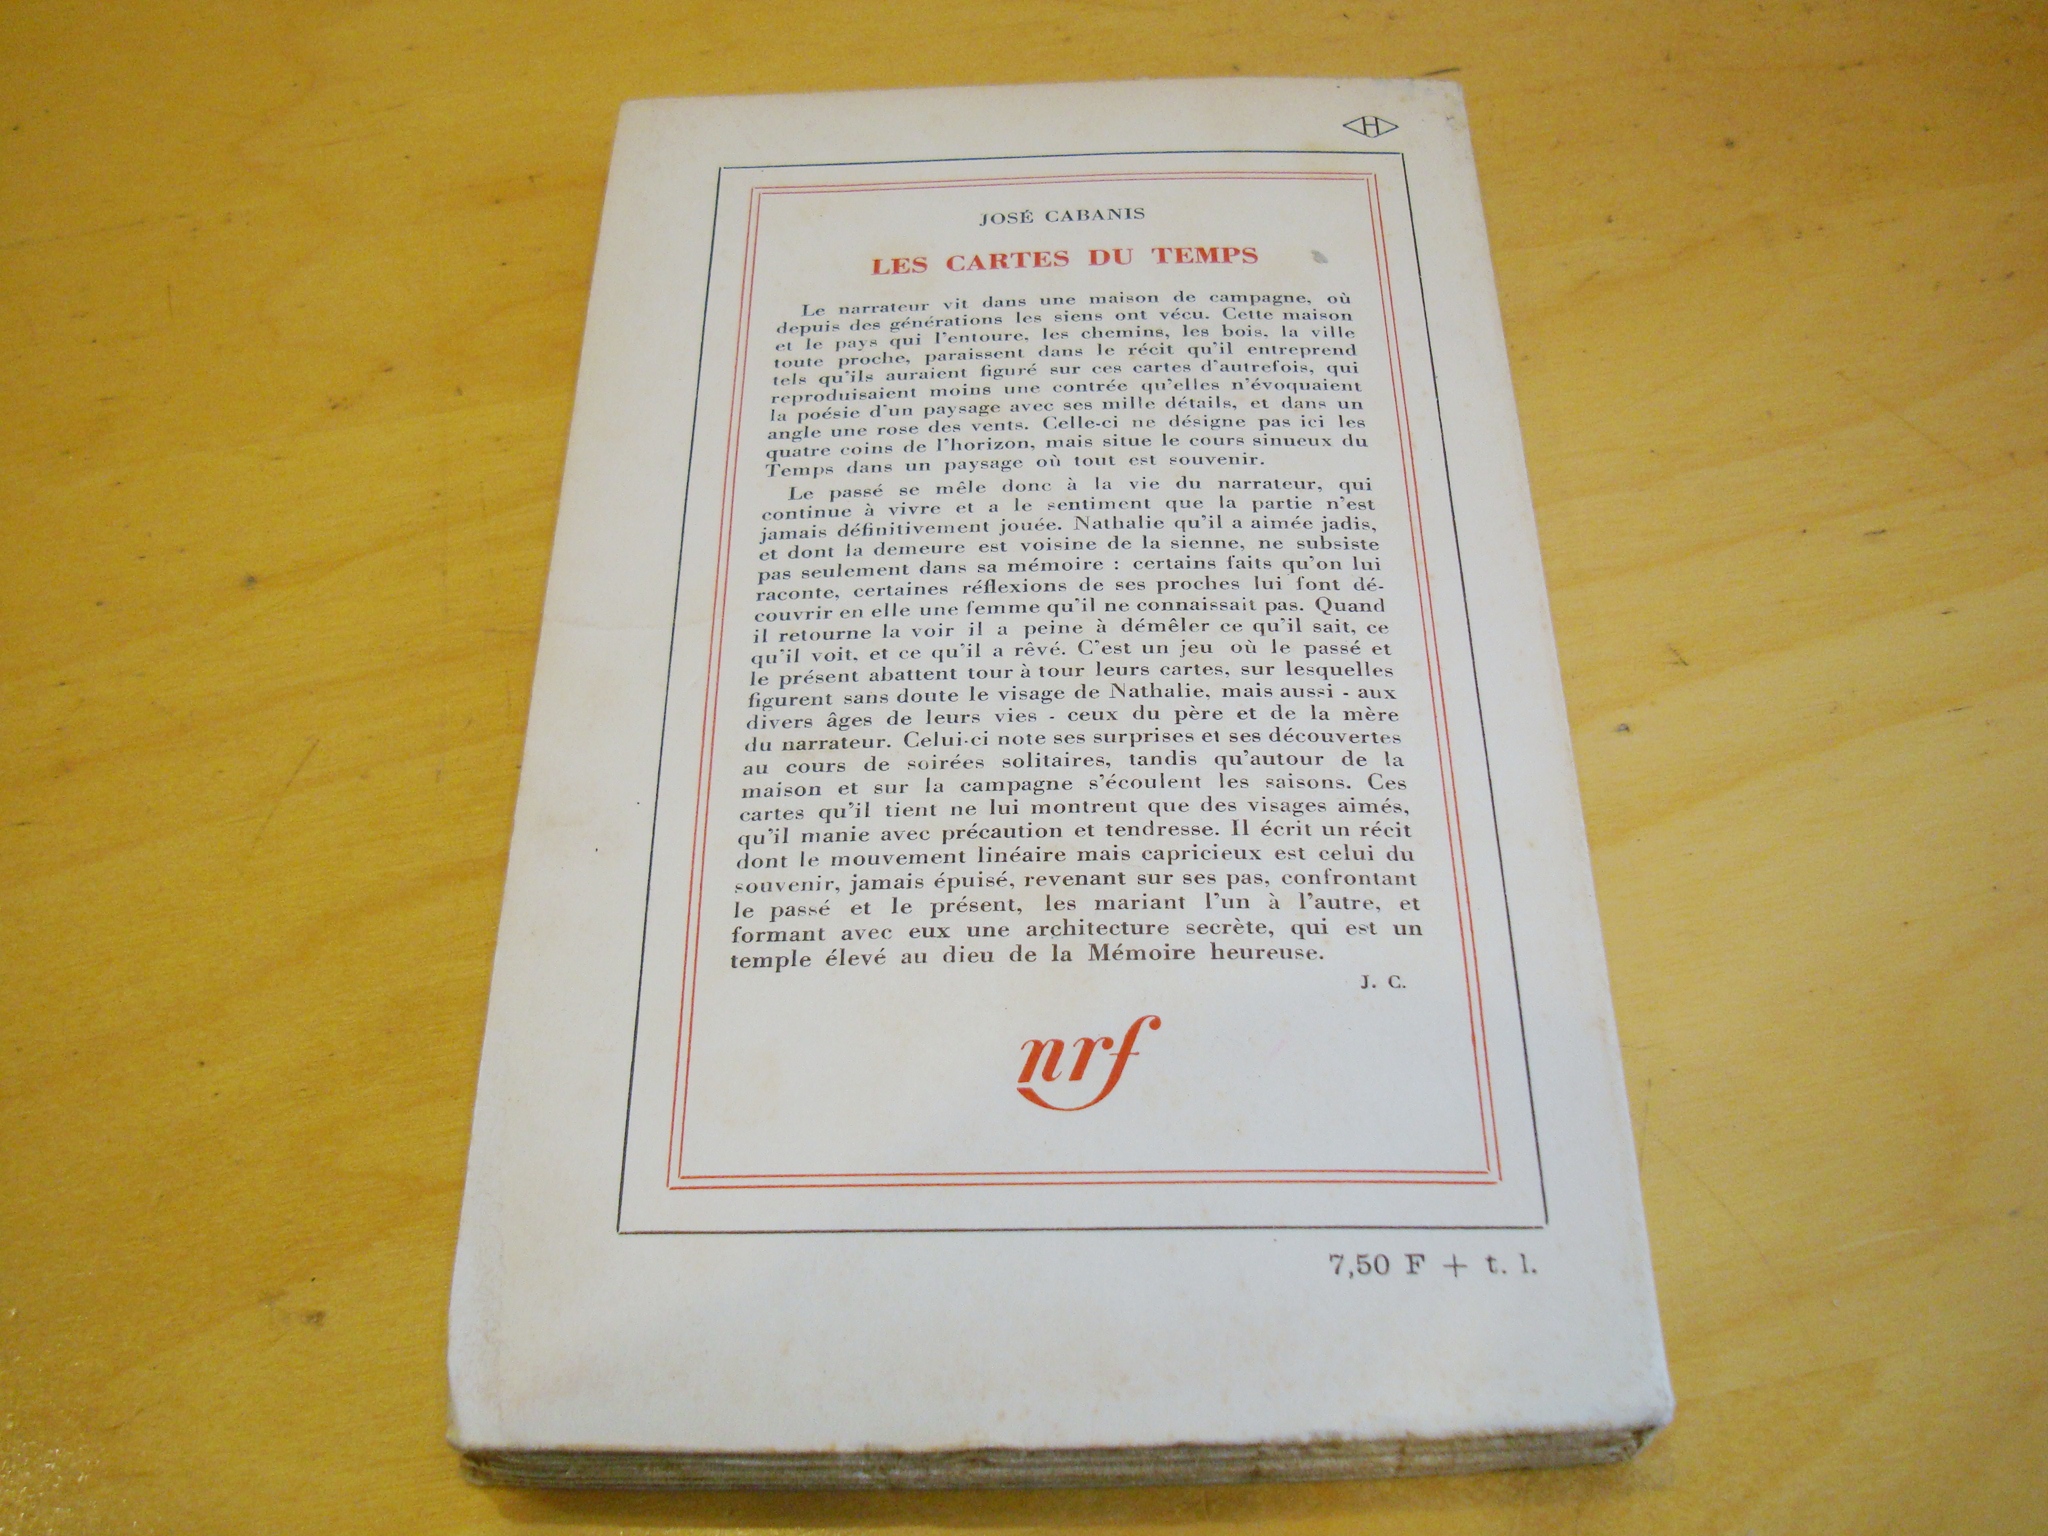 H
JOSÉ CABANIS
LES CARTES DU TEMPS
Le narrateur vit dans une maison de campagne, où
depuis des générations les siens ont vécu. Cette maison
et le pays qui l'entoure, les chemins, les bois, la ville
toute proche, paraissent dans le récit qu'il entreprend
tels qu'ils auraient figuré sur ces cartes d'autrefois, qui
reproduisaient moins une contrée qu'elles n'évoquaient
la poésie d'un paysage avec ses mille détails, et dans un
angle une rose des vents. Celle-ci ne désigne pas ici les
quatre coins de l'horizon, mais situe le cours sinueux du
Temps dans un paysage où tout est souvenir.
Le passé se mêle donc à la vie du narrateur, qui
continue à vivre et a le sentiment que la partie n'est
jamais définitivement jouée. Nathalie qu'il a aimée jadis,
et dont la demeure est voisine de la sienne, ne subsiste
pas seulement dans sa mémoire : certains faits qu'on lui
raconte, certaines réflexions de ses proches lui font dé-
couvrir en elle une femme qu'il ne connaissait pas. Quand
il retourne la voir il a peine à démêler ce qu'il sait, ce
qu'il voit, et ce qu'il a rêvé. C'est un jeu où le passé et
le présent abattent tour à tour leurs cartes, sur lesquelles
figurent sans doute le visage de Nathalie, mais aussi - aux
divers âges de leurs vies - ceux du père et de la mère
du narrateur. Celui-ci note ses surprises et ses découvertes
au cours de soirées solitaires, tandis qu'autour de la
maison et sur la campagne s'écoulent les saisons. Ces
cartes qu'il tient ne lui montrent que des visages aimés,
qu'il manie avec précaution et tendresse. Il écrit un récit
dont le mouvement linéaire mais capricieux est celui du
souvenir, jamais épuisé, revenant sur ses pas, confrontant
le passé et le présent, les mariant l'un à l'autre, et
formant avec eux une architecture secrète, qui est un
temple élevé au dieu de la Mémoire heureuse.
J. C.
nrf
7,50 F + t. l.